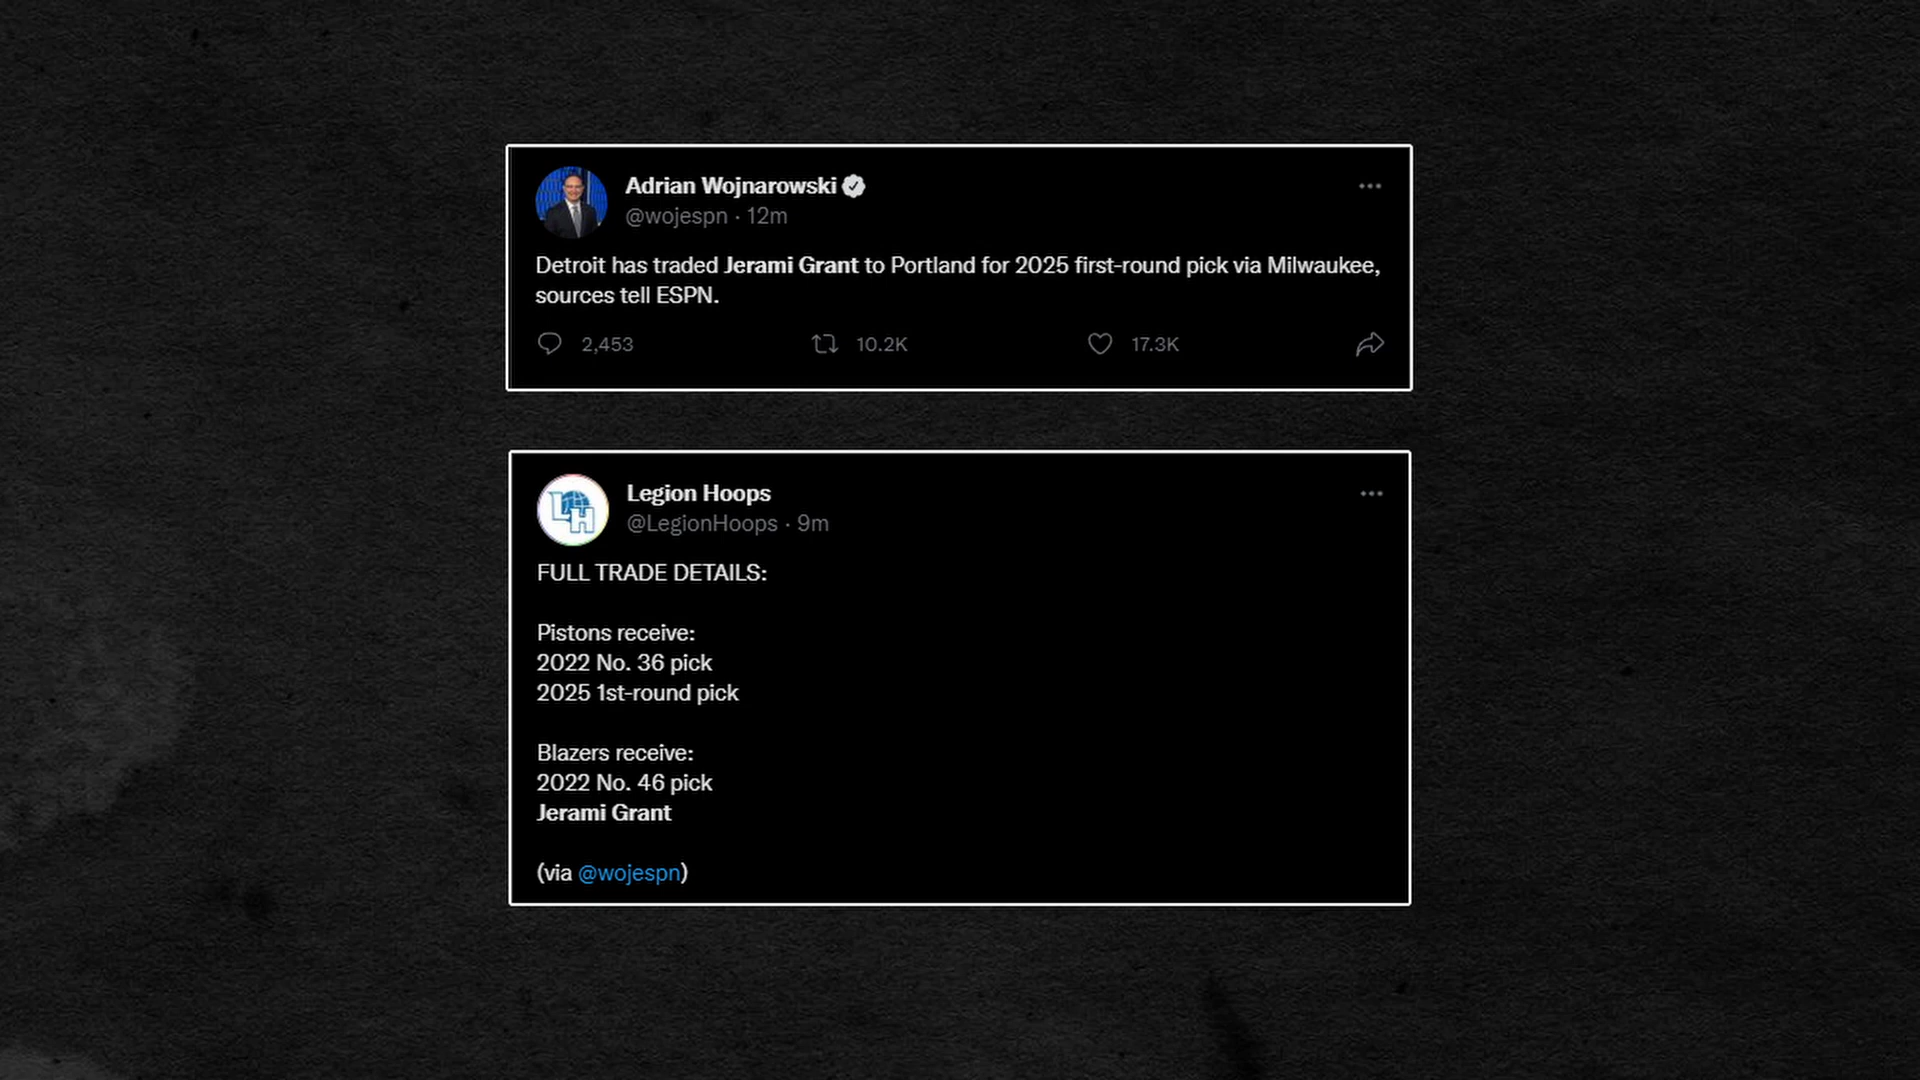 Adrian Wojnarowski
@wojespn · 12m
Detroit has traded Jerami Grant to Portland for 2025 first-round pick via Milwaukee,
sources tell ESPN.
2,453 10.2K 17.3K
LH
Legion Hoops
@LegionHoops · 9m
FULL TRADE DETAILS:
Pistons receive:
2022 No. 36 pick
2025 1st-round pick
Blazers receive:
2022 No. 46 pick
Jerami Grant
(via @wojespn)